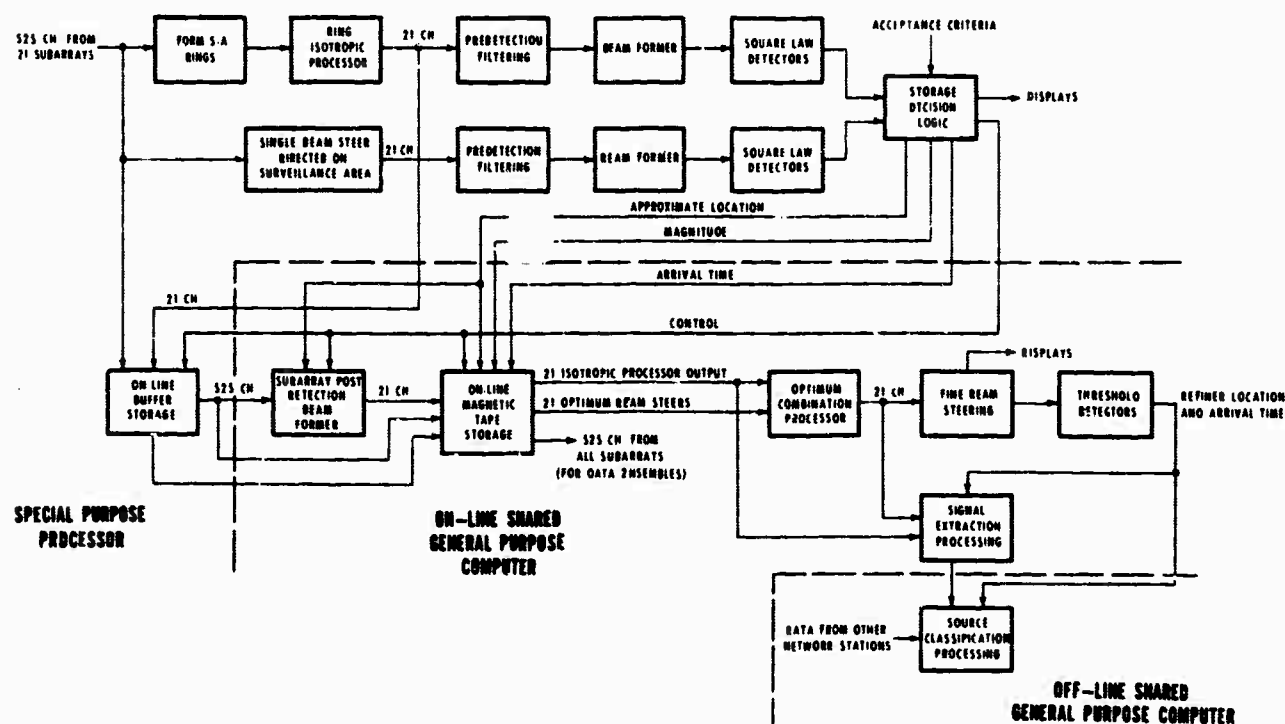 525 CH FROM
21 SUBARRATS
FORM S-A
RINGS
RING
ISOTROPIC
PROCESSOR
21 CH
PREDETECTION
FILTERING
BEAM FORMER
SQUARE LAW
DETECTORS
ACCIPTANCE CRITERIA
STORAGE
DTCISION
LOGIC
DISPLAYS
SINGLE BEAM STEER
DIRECTED ON
SURVEILLANCE AREA
21 CH
PREDETECTION
FILTERING
BEAM FORMER
SQUARE LAW
DETECTORS
APPROXIMATE LOCATION
MAGNITUDE
ARRIVAL TIME
21 CH
CONTROL
ON-LINE
BUFFER
STORAGE
525 CH
SUBARRAY POST
DETECTION
BEAM
FORMER
21 CH
ON-LINE
MAGNETIC
TAPE
STORAGE
21 ISOTROPIC PROCESSOR OUTPUT
21 OPTIMUM BEAM STEERS
525 CH FROM
ALL SUBARRATS
(FOR DATA 2NSEMBLES)
OPTIMUM
COMBINATION
PROCESSOR
21 CH
DISPLAYS
FINE BEAM
STEERING
THRESHOLD
DETECTORS
REFINER LOCATION
AND ARRIVAL TIME
SIGNAL
EXTRACTION
PROCESSING
SPECIAL PURPOSE
PROCESSOR
ON-LINE SHARED
GENERAL PURPOSE
COMPUTER
DATA FROM OTHER
NETWORK STATIONS
SOURCE
CLASSIFICATION
PROCESSING
OFF-LINE SHARED
GENERAL PURPOSE COMPUTER